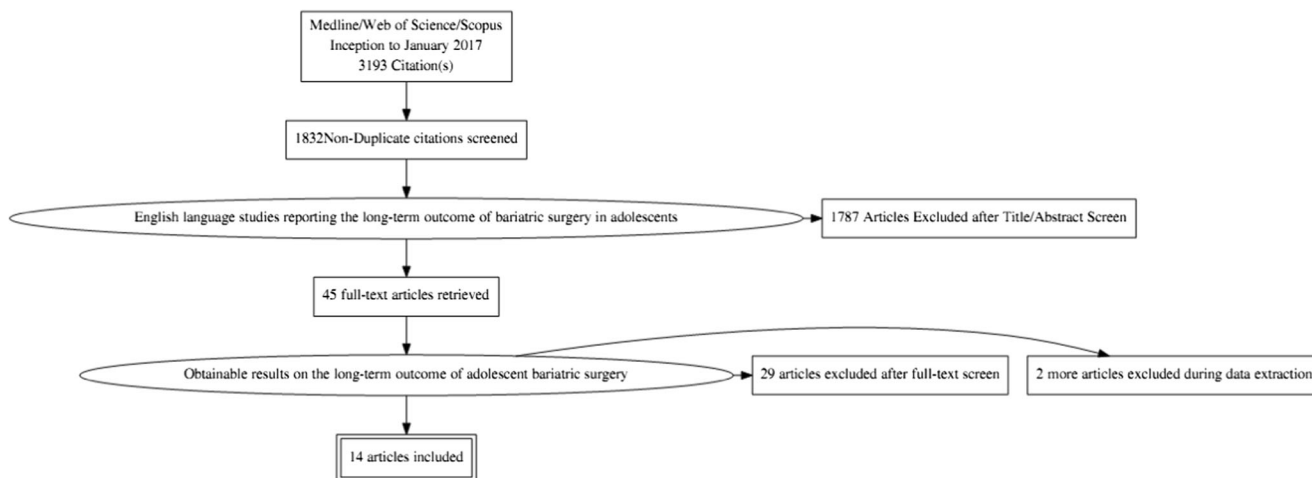 Medline/Web of Science/Scopus
Inception to January 2017
3193 Citation(s)
1832Non-Duplicate citations screened
English language studies reporting the long-term outcome of bariatric surgery in adolescents
1787 Articles Excluded after Title/Abstract Screen
45 full-text articles retrieved
Obtainable results on the long-term outcome of adolescent bariatric surgery
29 articles excluded after full-text screen
2 more articles excluded during data extraction
14 articles included